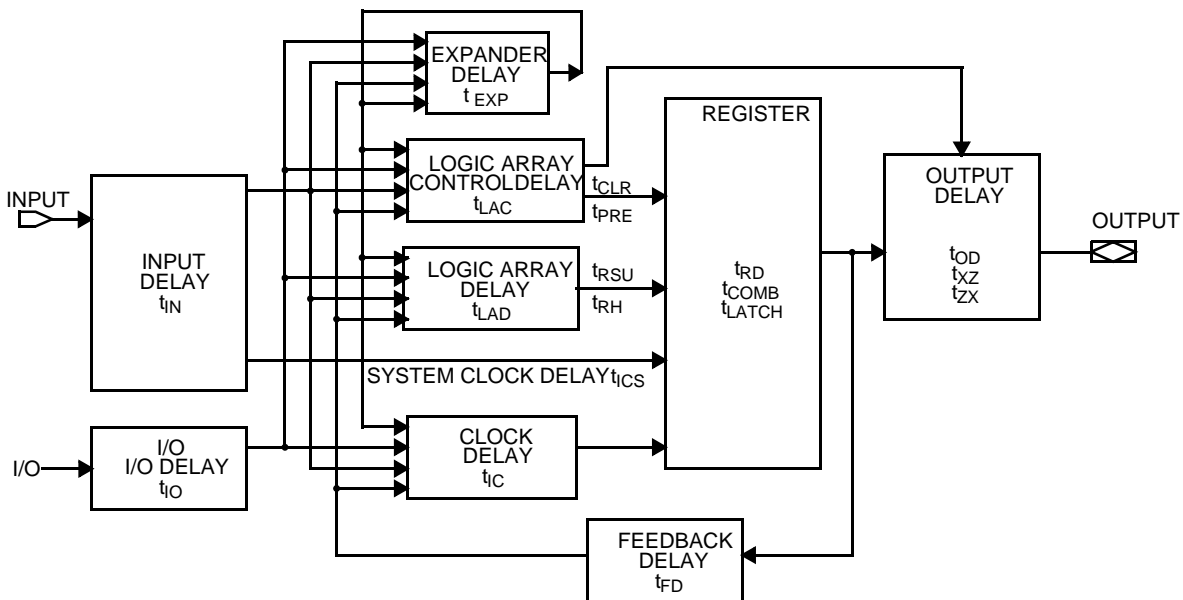 EXPANDER
DELAY
t EXP
REGISTER
LOGIC ARRAY
CONTROLDELAY
tLAC
tCLR
tPRE
OUTPUT
DELAY
tOD
tXZ
tZX
INPUT
OUTPUT
INPUT
DELAY
tIN
LOGIC ARRAY
DELAY
tLAD
tRSU
tRH
tRD
tCOMB
tLATCH
SYSTEM CLOCK DELAYtICS
CLOCK
DELAY
tIC
I/O
I/O
I/O DELAY
tIO
FEEDBACK
DELAY
tFD